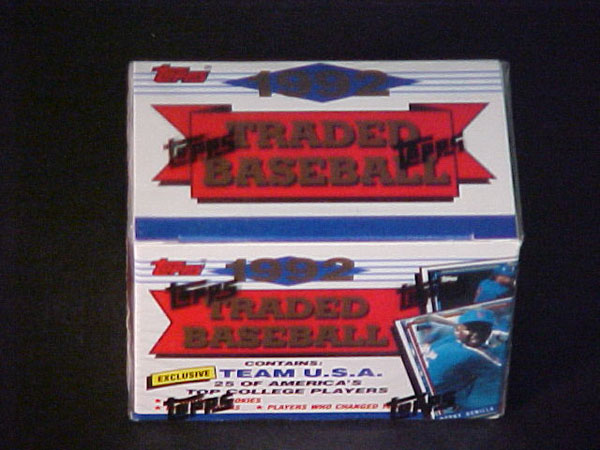 Topps
1992
TRADED
BASEBALL
topps topps
Topps
1992
topps
TRADED
BASEBALL
CONTAINS:
EXCLUSIVE
TEAM U.S.A.
25 OF AMERICA'S
TOP COLLEGE PLAYERS
PLAYERS WHO CHANGED
topps topps
BONILLA